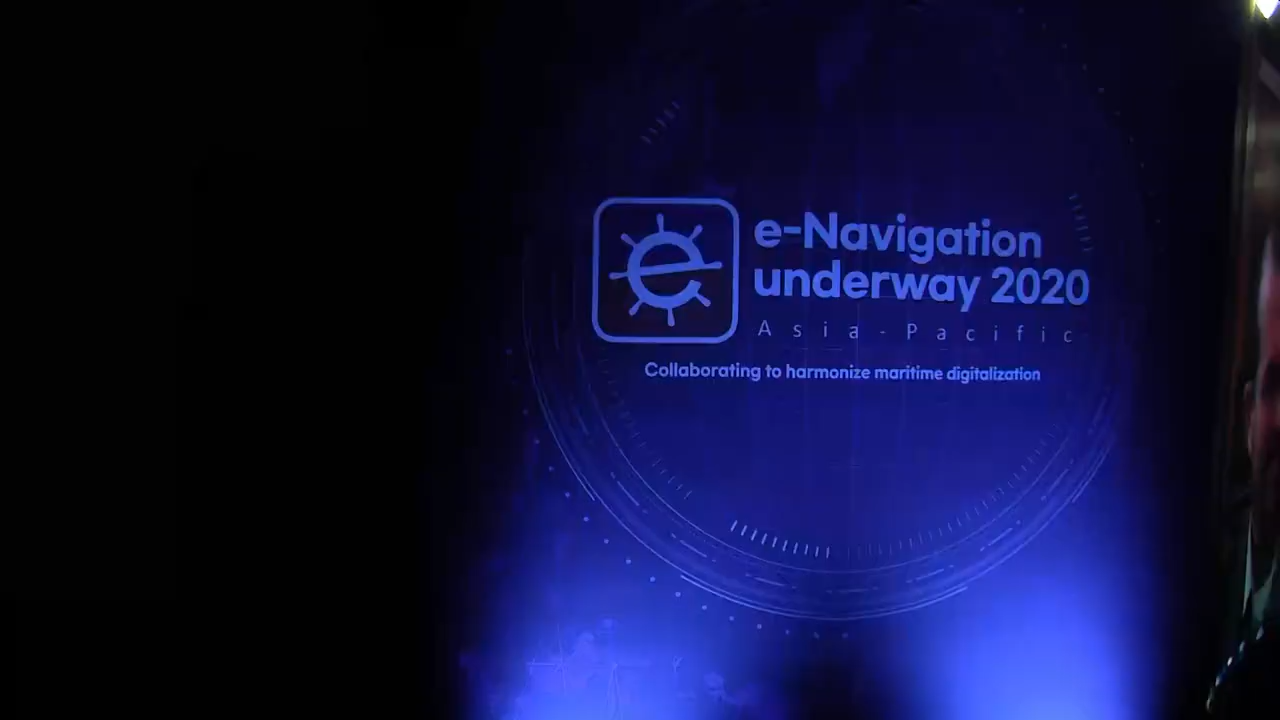 e-Navigation
underway 2020
Asia-Pacific
Collaborating to harmonize maritime digitalization